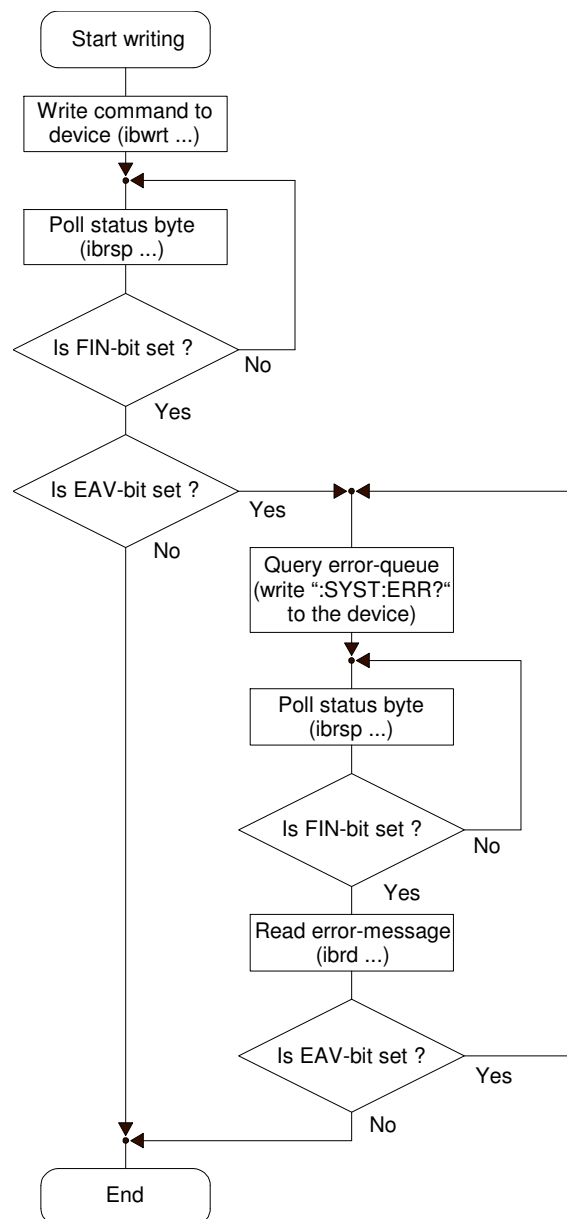 Start writing
Write command to
device (ibwrt ...)
Poll status byte
(ibrsp ...)
Is FIN-bit set ?
No
Yes
Is EAV-bit set ?
Yes
No
Query error-queue
(write “:SYST:ERR?“
to the device)
Poll status byte
(ibrsp ...)
Is FIN-bit set ?
No
Yes
Read error-message
(ibrd ...)
Is EAV-bit set ?
Yes
No
End